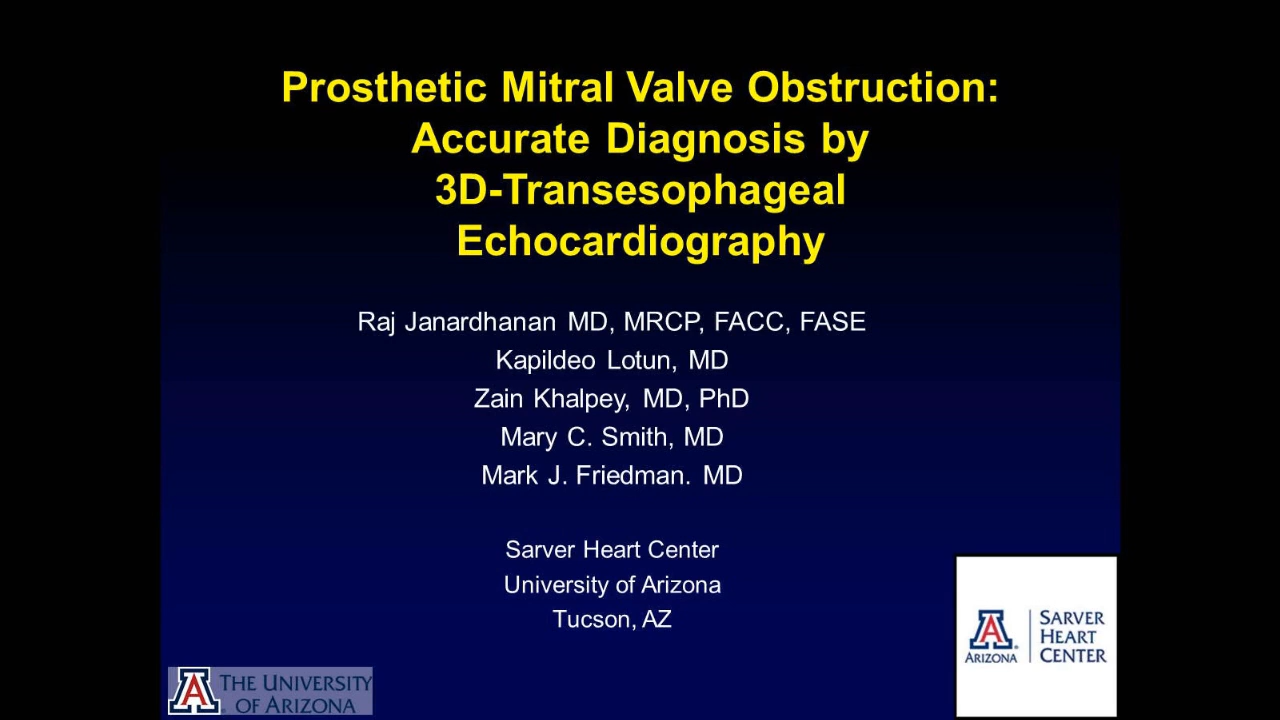 Prosthetic Mitral Valve Obstruction:
Accurate Diagnosis by
3D-Transesophageal
Echocardiography
Raj Janardhanan MD, MRCP, FACC, FASE
Kapildeo Lotun, MD
Zain Khalpey, MD, PhD
Mary C. Smith, MD
Mark J. Friedman. MD
Sarver Heart Center
University of Arizona
Tucson, AZ
A
THE UNIVERSITY
OF ARIZONA
A
ARIZONA
SARVER
HEART
CENTER